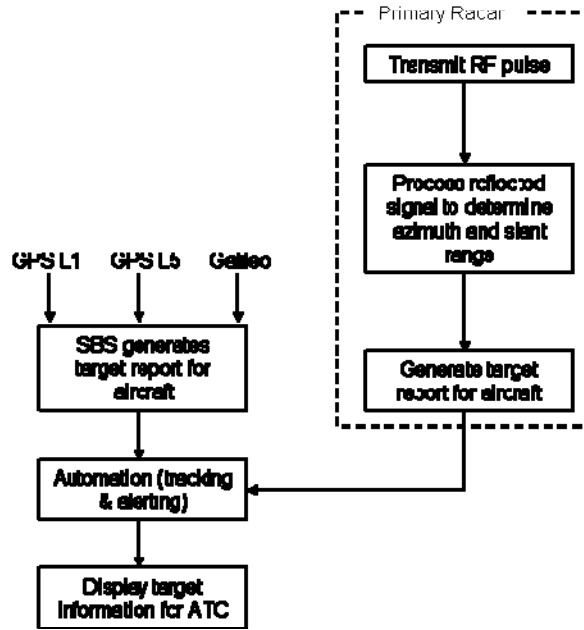 Primary Radar
Transmit RF pulse
Process reflected
signal to determine
azimuth and slant
range
GPS L1 GPS L5 Galileo
SBS generates
target report for
aircraft
Generate target
report for aircraft
Automation (tracking
& alerting)
Display target
information for ATC